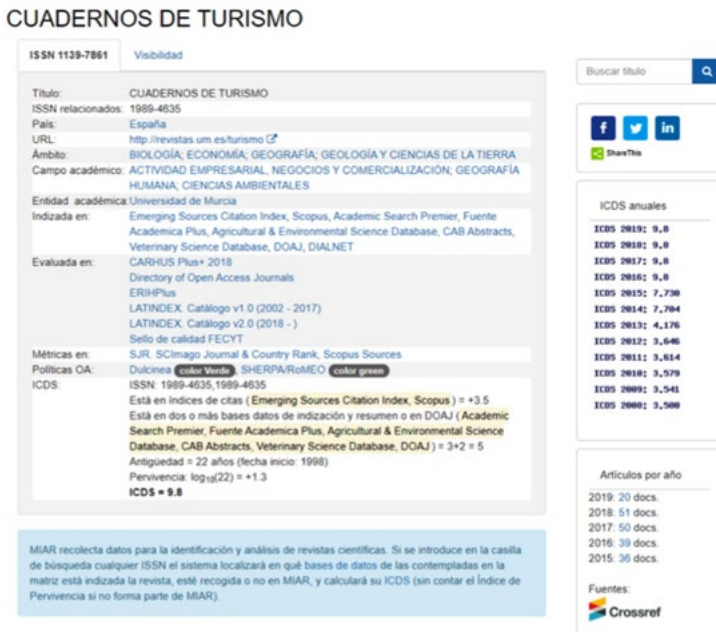 CUADERNOS DE TURISMO
ISSN 1139-7861 Visibilidad
Título: CUADERNOS DE TURISMO
ISSN relacionados: 1989-4635
País: España
URL: http://revistas.um.es/turismo
Ámbito: BIOLOGÍA; ECONOMÍA; GEOGRAFÍA; GEOLOGÍA Y CIENCIAS DE LA TIERRA
Campo académico: ACTIVIDAD EMPRESARIAL, NEGOCIOS Y COMERCIALIZACIÓN; GEOGRAFÍA
HUMANA; CIENCIAS AMBIENTALES
Entidad académica: Universidad de Murcia
Indizada en: Emerging Sources Citation Index, Scopus, Academic Search Premier, Fuente
Academica Plus, Agricultural & Environmental Science Database, CAB Abstracts,
Veterinary Science Database, DOAJ, DIALNET
Evaluada en: CARHUS Plus+ 2018
Directory of Open Access Journals
ERIHPlus
LATINDEX. Catálogo v1.0 (2002 - 2017)
LATINDEX. Catálogo v2.0 (2018 - )
Sello de calidad FECYT
Métricas en: SJR. SCImago Journal & Country Rank, Scopus Sources
Políticas OA: Dulcinea color Verde, SHERPA/RoMEO color green
ICDS: ISSN: 1989-4635,1989-4635
Está en índices de citas ( Emerging Sources Citation Index, Scopus ) = +3.5
Está en dos o más bases datos de indización y resumen o en DOAJ ( Academic
Search Premier, Fuente Academica Plus, Agricultural & Environmental Science
Database, CAB Abstracts, Veterinary Science Database, DOAJ ) = 3+2 = 5
Antigüedad = 22 años (fecha inicio: 1998)
Pervivencia: log10(22) = +1.3
ICDS = 9.8
MIAR recolecta datos para la identificación y análisis de revistas científicas. Si se introduce en la casilla
de búsqueda cualquier ISSN el sistema localizará en qué bases de datos de las contempladas en la
matriz está indizada la revista, esté recogida o no en MIAR, y calculará su ICDS (sin contar el Índice de
Pervivencia si no forma parte de MIAR).
Buscar título
f in
ShareThis
ICDS anuales
ICDS 2019: 9,8
ICDS 2018: 9,8
ICDS 2017: 9,8
ICDS 2016: 9,8
ICDS 2015: 7,730
ICDS 2014: 7,704
ICDS 2013: 4,176
ICDS 2012: 3,646
ICDS 2011: 3,614
ICDS 2010: 3,579
ICDS 2009: 3,541
ICDS 2008: 3,500
Artículos por año
2019: 20 docs.
2018: 51 docs.
2017: 50 docs.
2016: 39 docs.
2015: 36 docs.
Fuentes:
Crossref